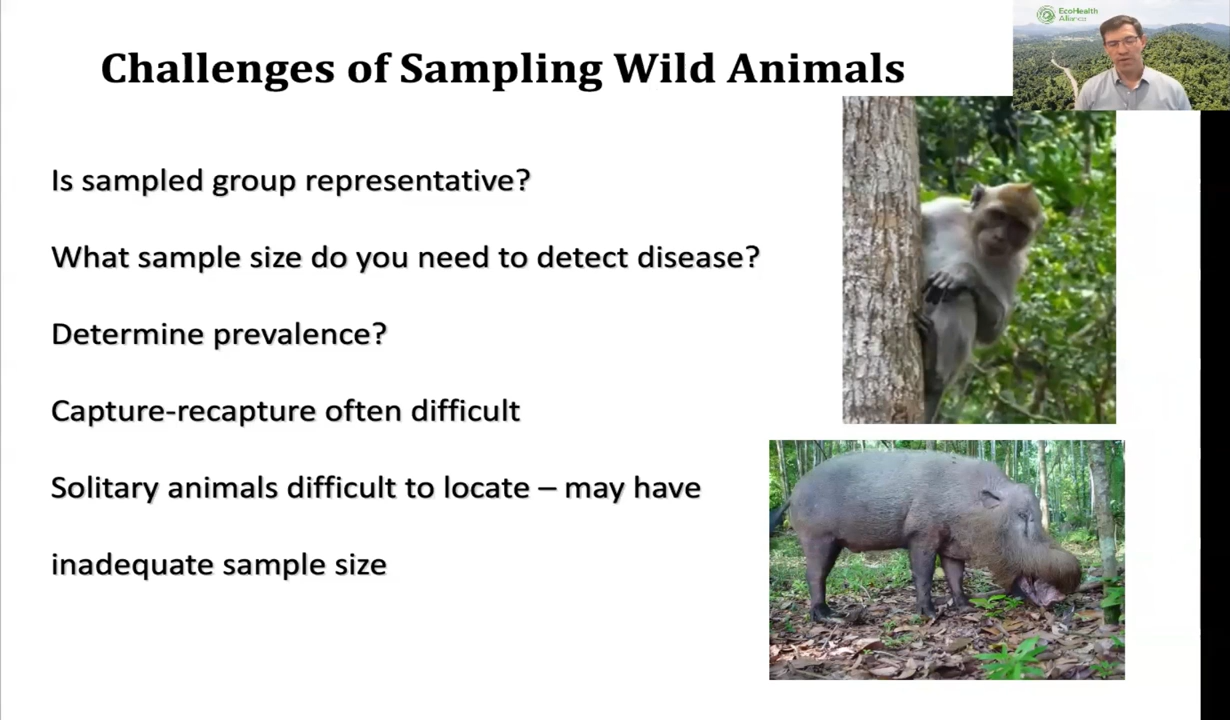 EcoHealth
Alliance
Challenges of Sampling Wild Animals
Is sampled group representative?
What sample size do you need to detect disease?
Determine prevalence?
Capture-recapture often difficult
Solitary animals difficult to locate – may have
inadequate sample size